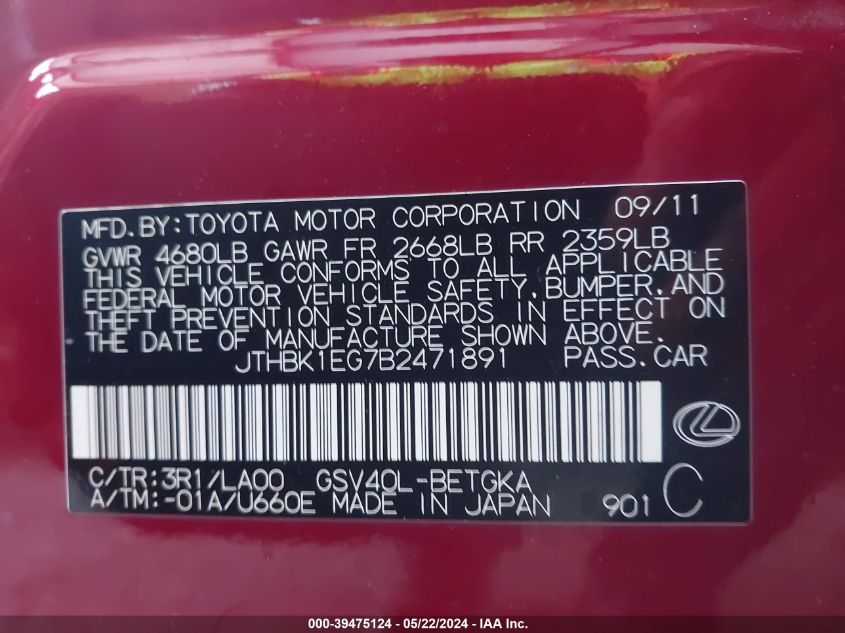 MFD.BY:TOYOTA MOTOR CORPORATION 09/11
GVWR 4680LB GAWR FR 2668LB RR 2359LB
THIS VEHICLE CONFORMS TO ALL APPLICABLE
FEDERAL MOTOR VEHICLE SAFETY,BUMPER,AND
THEFT PREVENTION STANDARDS IN EFFECT ON
THE DATE OF MANUFACTURE SHOWN ABOVE.
JTHBK1EG7B2471891 PASS.CAR
C/TR:3R1/LA00 GSV40L-BETGKA
A/TM:-01A/U660E MADE IN JAPAN 901 C
000-39475124 - 05/22/2024 - IAA Inc.